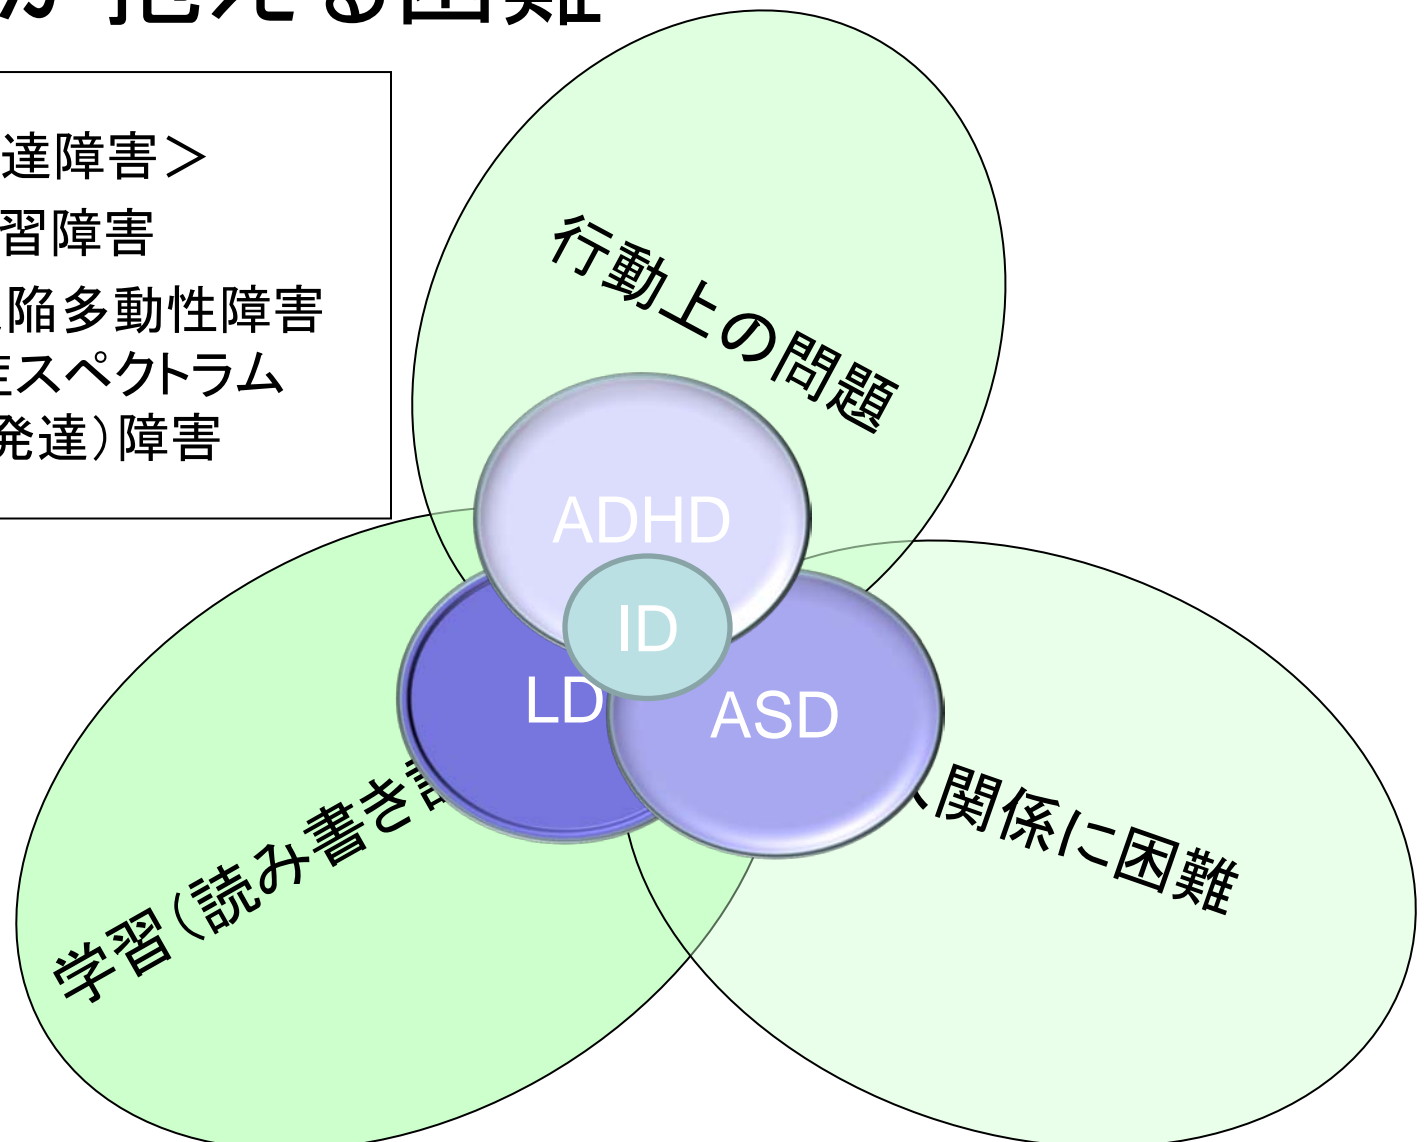 が抱える困難
達障害＞
習障害
陥多動性障害
症スペクトラム
発達）障害
行動上の問題
ADHD
ID
LD
ASD
学習（読み書き
関係に困難